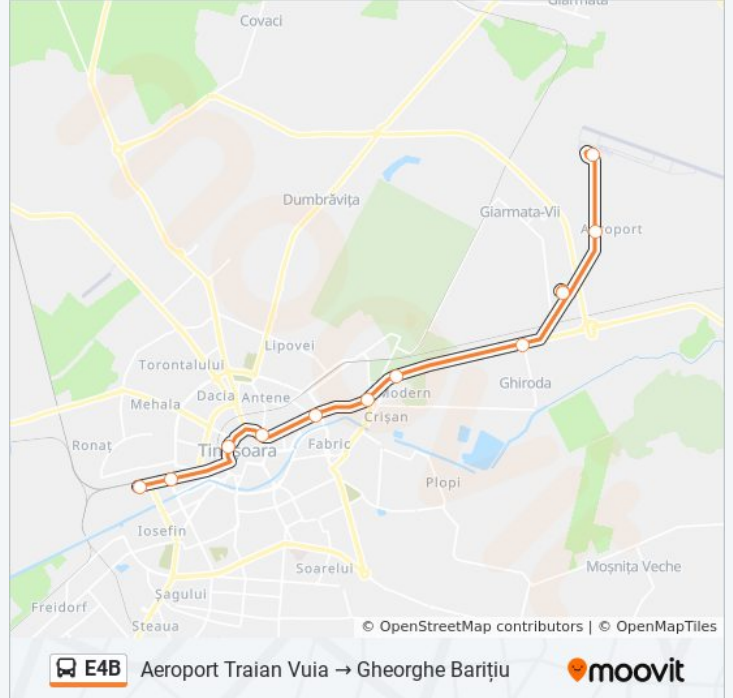 Giarmata
Covaci
Dumbrăvița
Giarmata-Vii
Aeroport
Lipovei
Torontalului
Dacia
Antene
Mehala
Modern
Ghiroda
Crișan
Ronaț
Timișoara
Fabric
Plopi
Iosefin
Soarelui
Moșnița Veche
Șagului
Freidorf
Steaua
moovit
© OpenStreetMap contributors | © OpenMapTiles
E4B Aeroport Traian Vuia → Gheorghe Barițiu
moovit